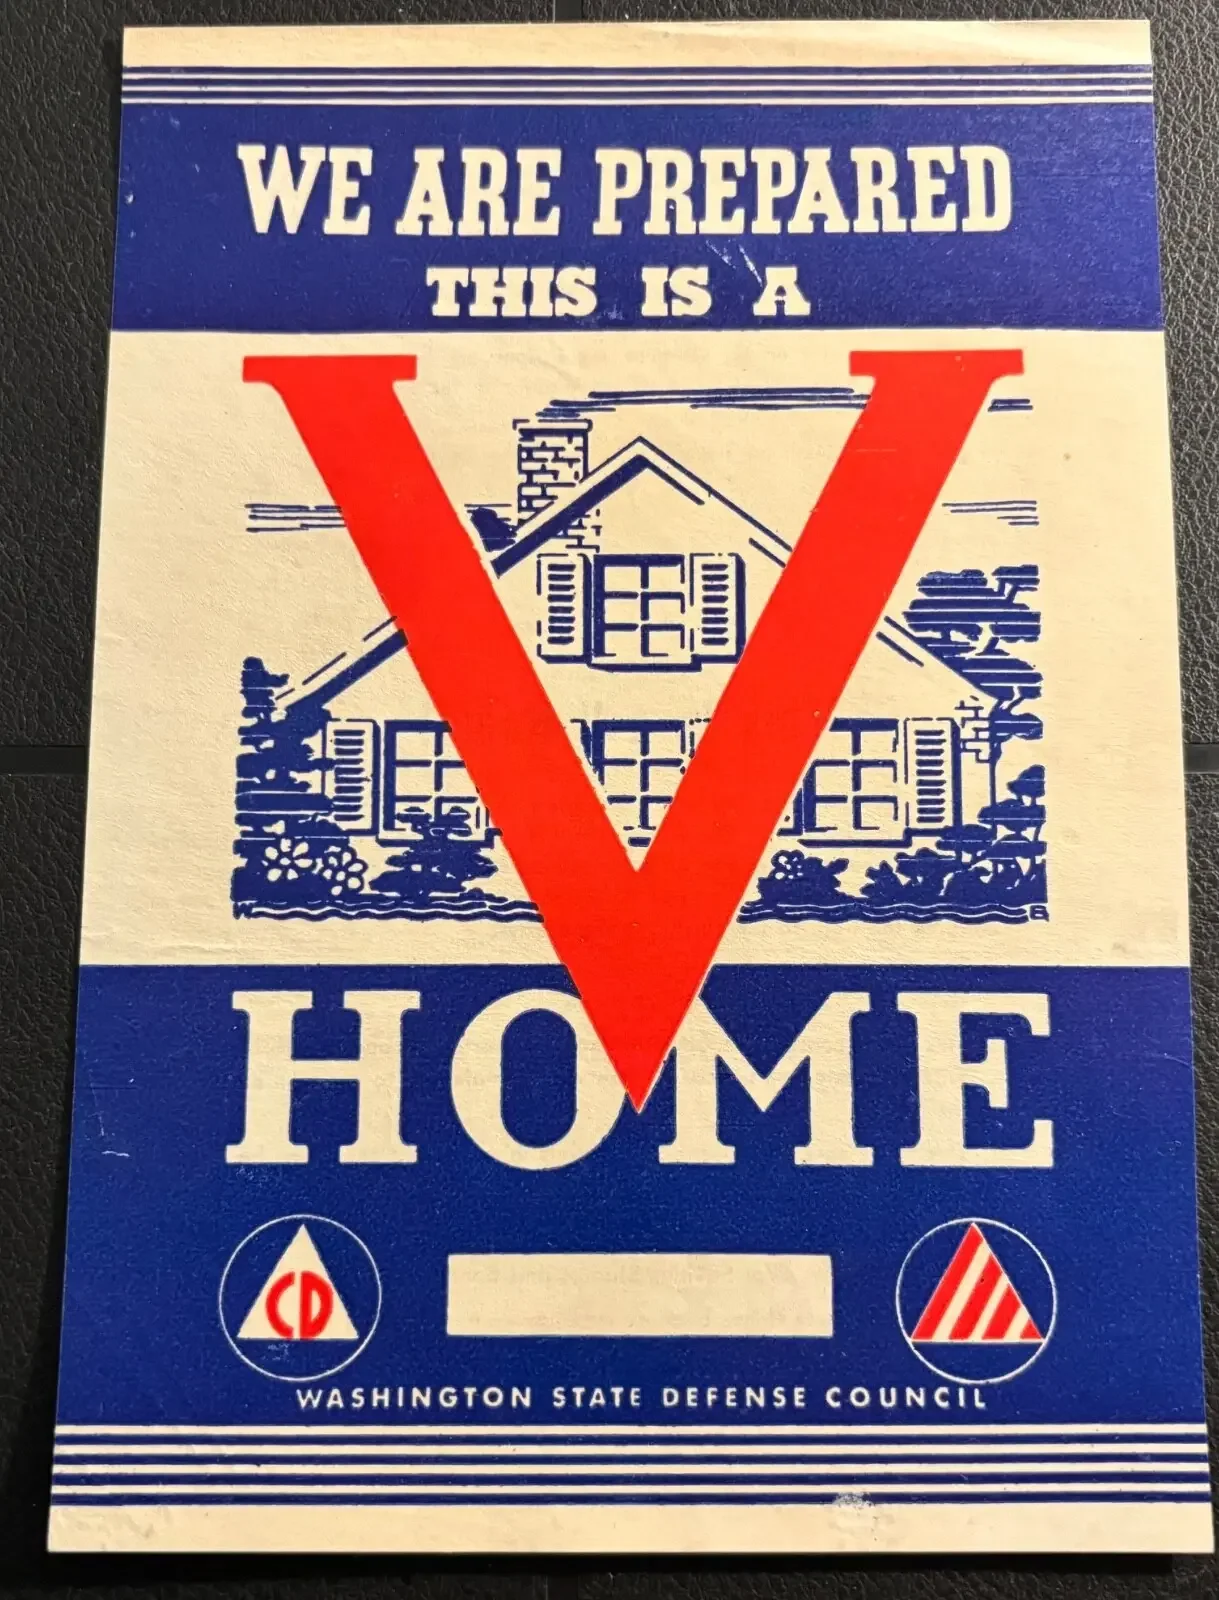 WE ARE PREPARED
THIS IS A
V
HOME
CD
WASHINGTON STATE DEFENSE COUNCIL